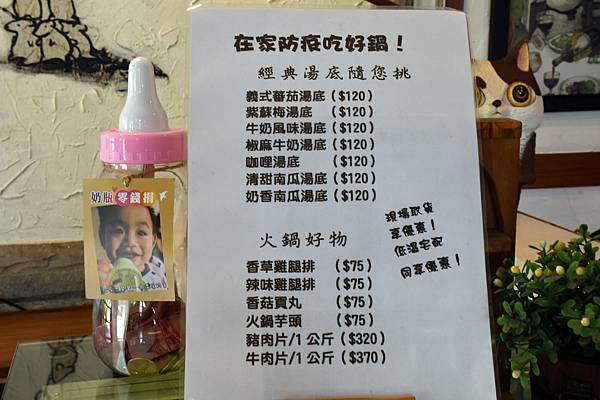 在家防疫吃好鍋！
經典湯底隨您挑
義式蕃茄湯底（$120）
紫蘇梅湯底（$120）
牛奶風味湯底（$120）
椒麻牛奶湯底（$120）
咖哩湯底（$120）
清甜南瓜湯底（$120）
奶香南瓜湯底（$120）
現場取貨
享優惠！
低溫宅配
同享優惠！
火鍋好物
香草雞腿排（$75）
辣味雞腿排（$75）
香菇貢丸（$75）
火鍋芋頭（$75）
豬肉片/1 公斤（$320）
牛肉片/1 公斤（$370）
奶瓶零錢捐